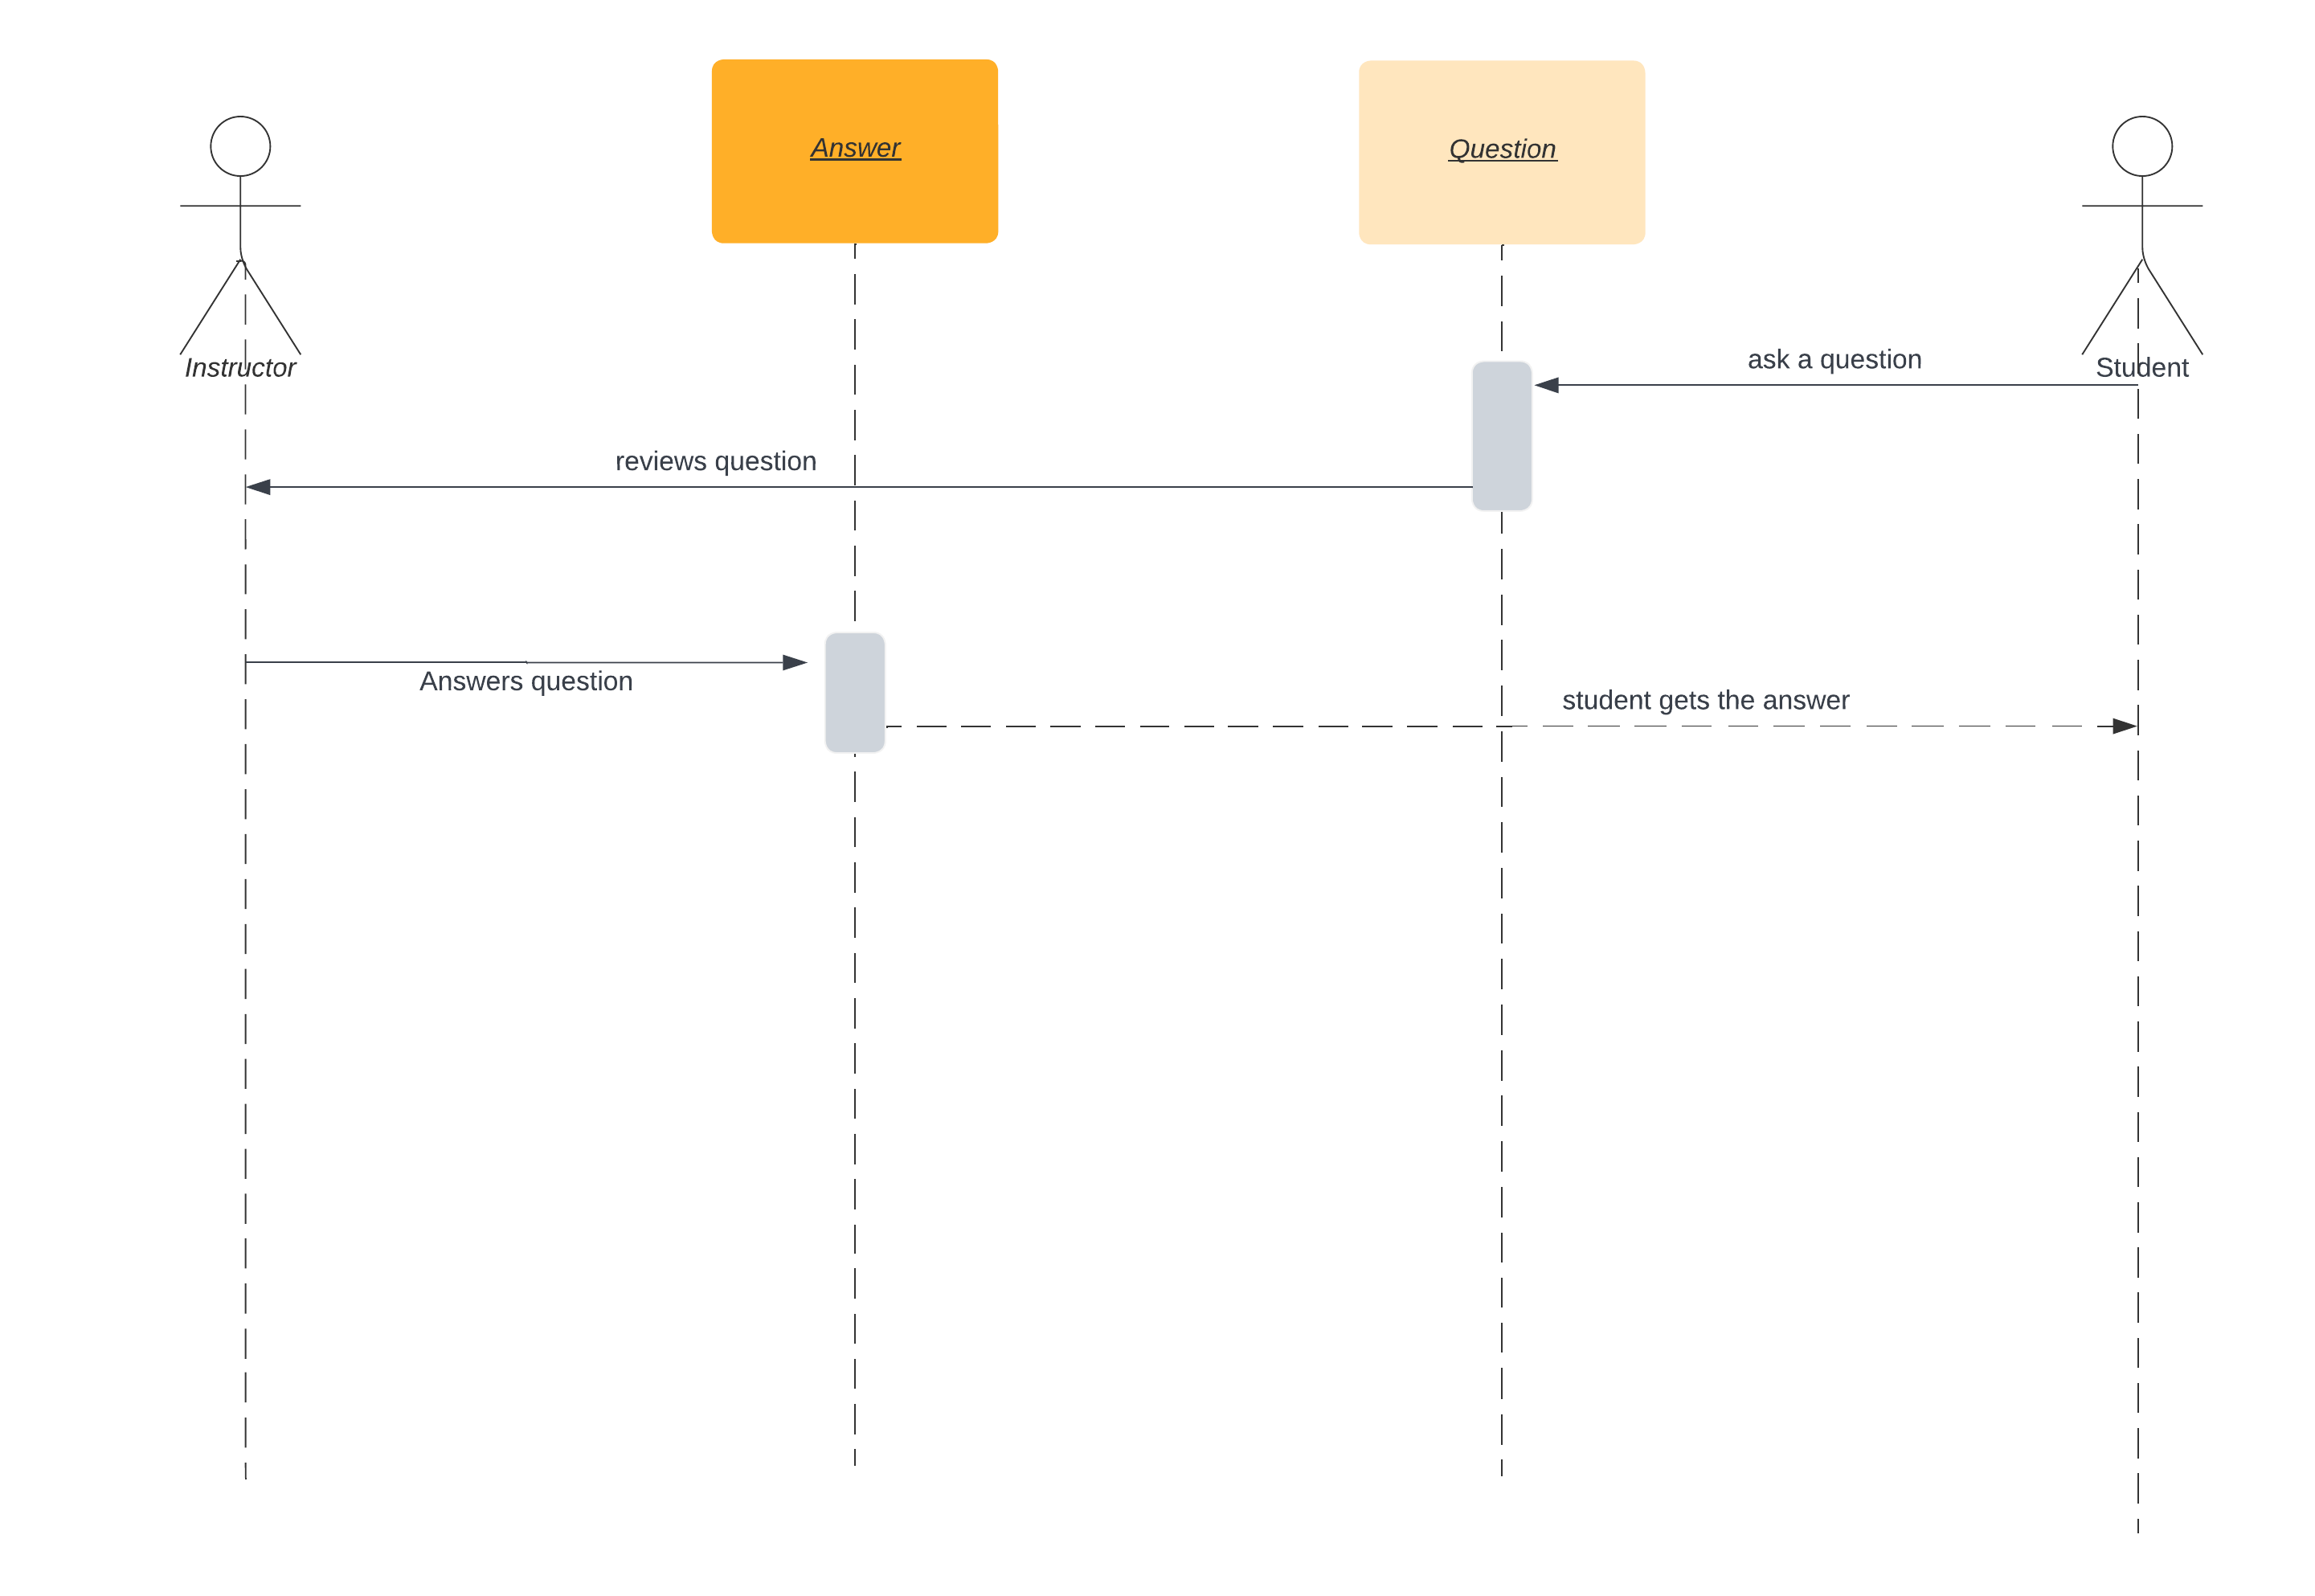 Answer
Question
Instructor
Student
ask a question
reviews question
Answers question
student gets the answer